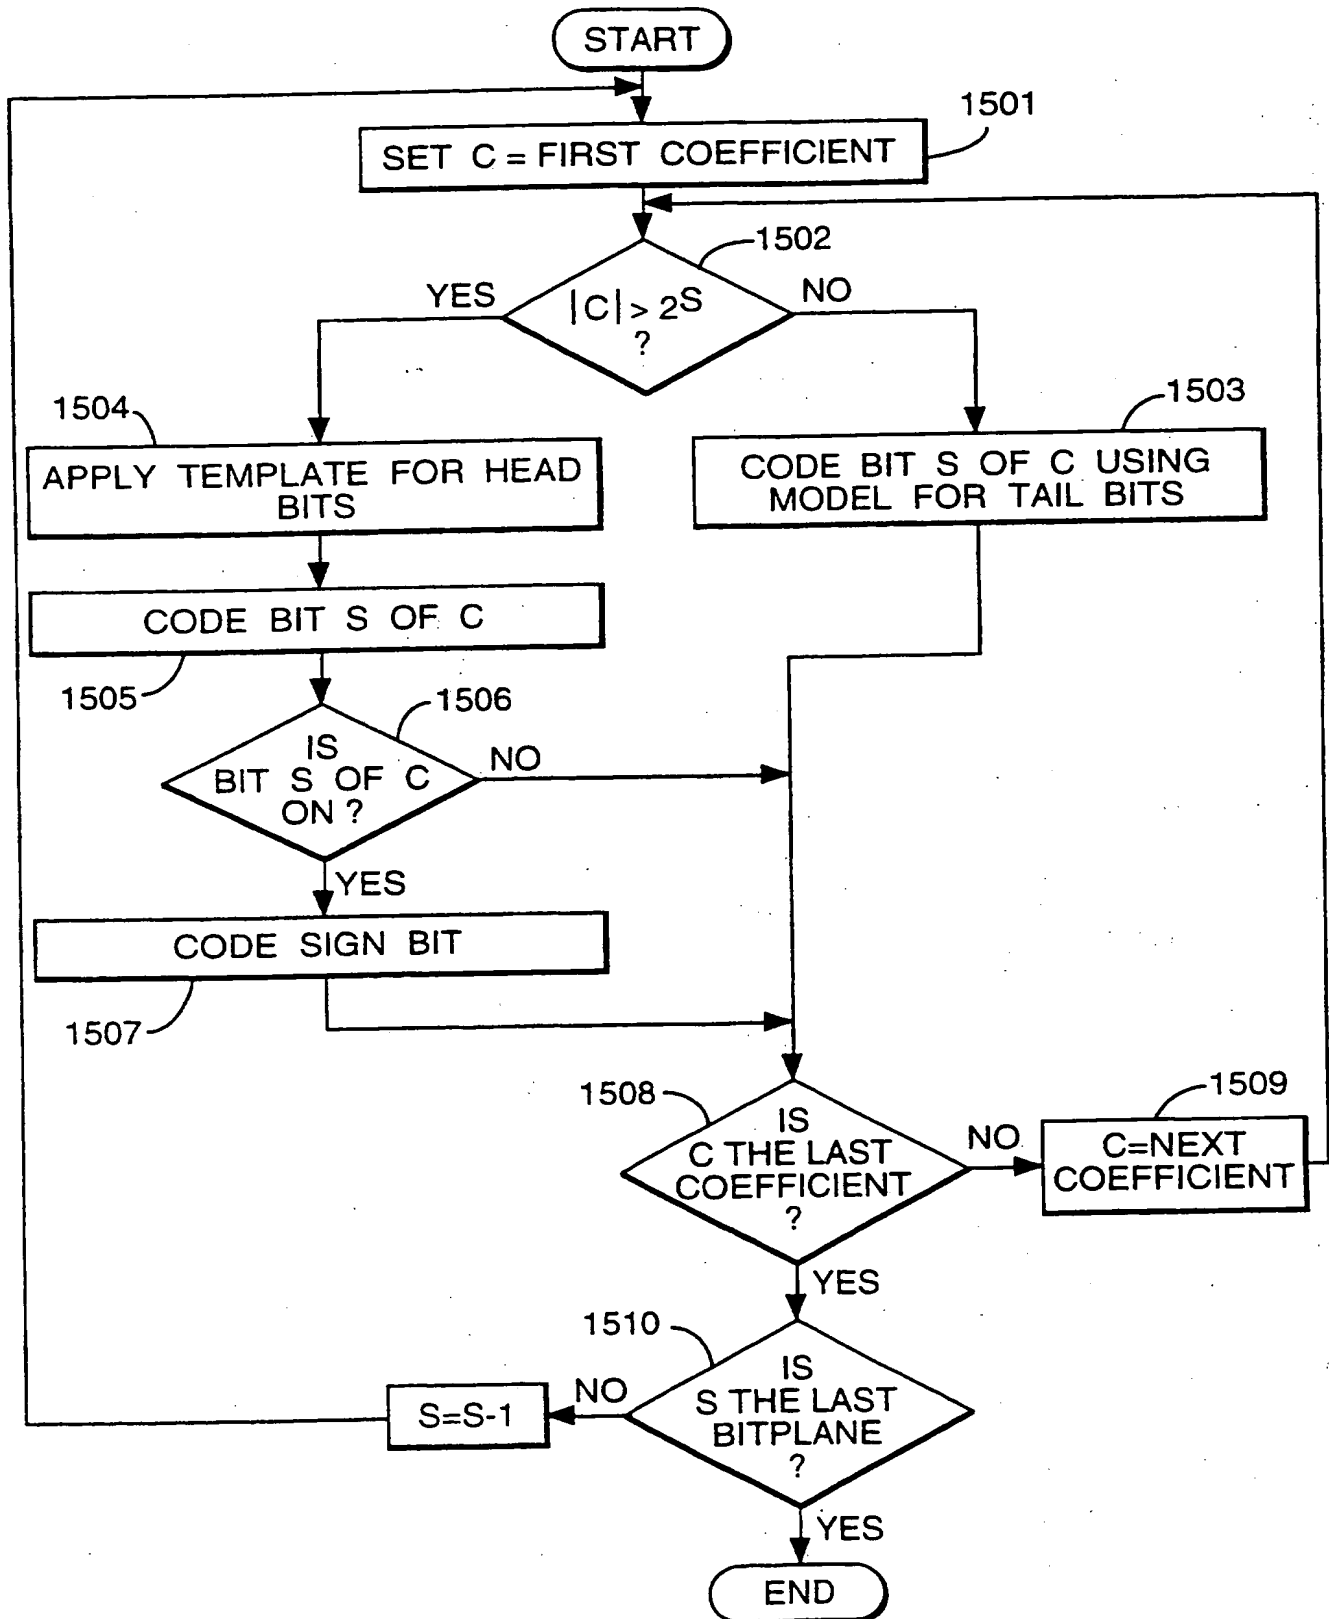 START
1501
SET C = FIRST COEFFICIENT
1502
YES
|C| > 2^S
?
NO
1504
1503
APPLY TEMPLATE FOR HEAD
BITS
CODE BIT S OF C USING
MODEL FOR TAIL BITS
CODE BIT S OF C
1505
1506
IS
BIT S OF C
ON ?
NO
YES
CODE SIGN BIT
1507
1508
IS
C THE LAST
COEFFICIENT
?
NO
1509
C=NEXT
COEFFICIENT
YES
1510
IS
S THE LAST
BITPLANE
?
NO
S=S-1
YES
END